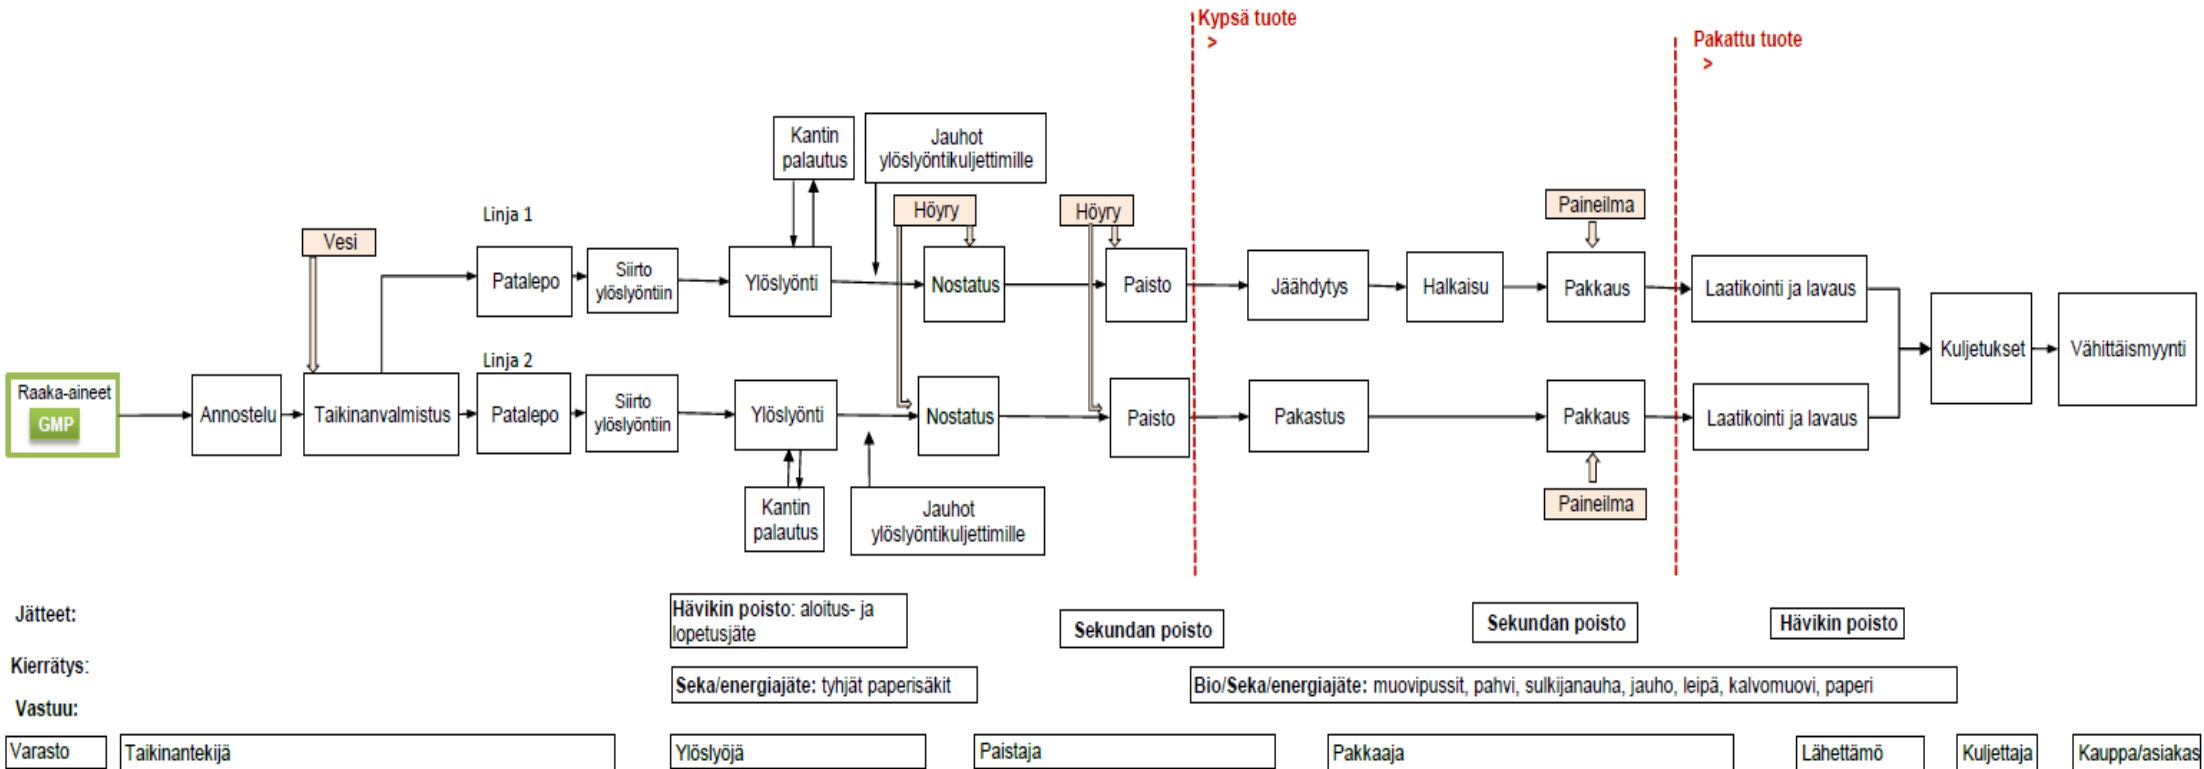 Kypsä tuote
>
Pakattu tuote
>
Kantin
palautus
Jauhot
ylöslyöntikuljettimille
Linja 1
Höyry
Höyry
Paineilma
Vesi
Patalepo
Siirto
ylöslyöntiin
Ylöslyönti
Nostatus
Paisto
Jäähdytys
Halkaisu
Pakkaus
Laatikointi ja lavaus
Kuljetukset
Vähittäismyynti
Linja 2
Raaka-aineet
GMP
Annostelu
Taikinanvalmistus
Patalepo
Siirto
ylöslyöntiin
Ylöslyönti
Nostatus
Paisto
Pakastus
Pakkaus
Laatikointi ja lavaus
Kantin
palautus
Jauhot
ylöslyöntikuljettimille
Paineilma
Jätteet:
Hävikin poisto: aloitus- ja
lopetusjäte
Sekundan poisto
Sekundan poisto
Hävikin poisto
Kierrätys:
Seka/energiajäte: tyhjät paperisäkit
Bio/Seka/energiajäte: muovipussit, pahvi, sulkijanauha, jauho, leipä, kalvomuovi, paperi
Vastuu:
Varasto
Taikinantekijä
Ylöslyöjä
Paistaja
Pakkaaja
Lähettämö
Kuljettaja
Kauppa/asiakas